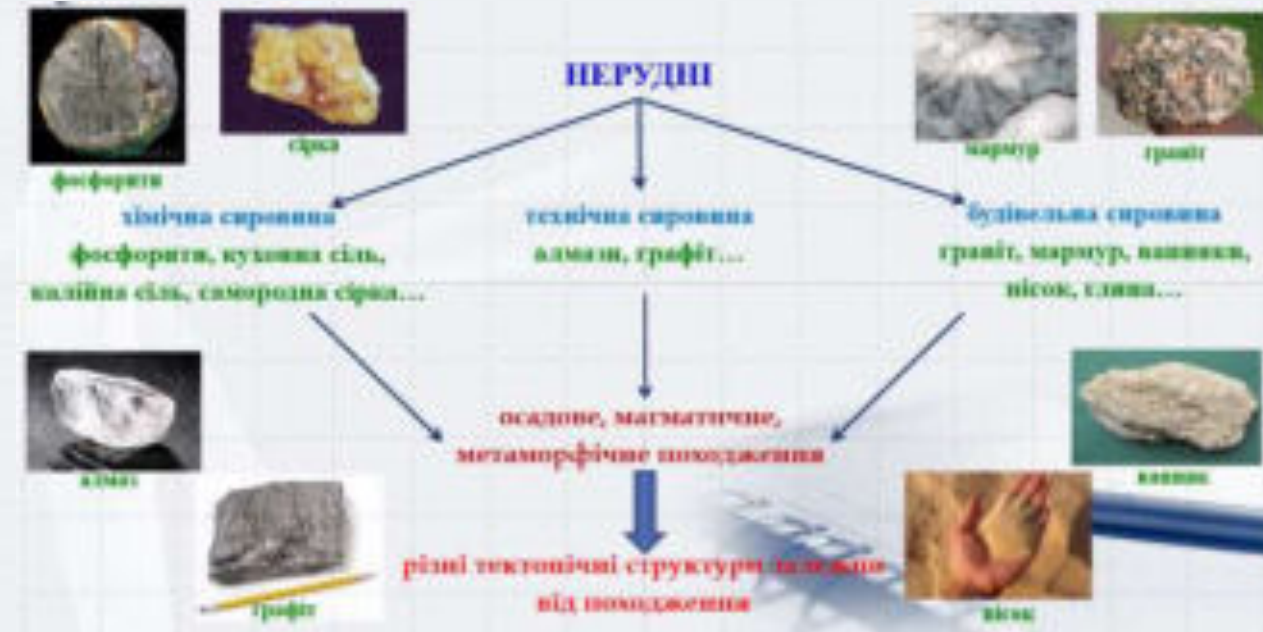 НЕРУДНІ
фосфорити
сірка
мармур
граніт
хімічна сировина
фосфорити, кухонна сіль,
калійна сіль, самородна сірка…
технічна сировина
алмази, графіт…
будівельна сировина
граніт, мармур, вапняки,
пісок, глина…
осадове, магматичне,
метаморфічне походження
алмаз
графіт
вапняк
пісок
різні тектонічні структури залежно
від походження